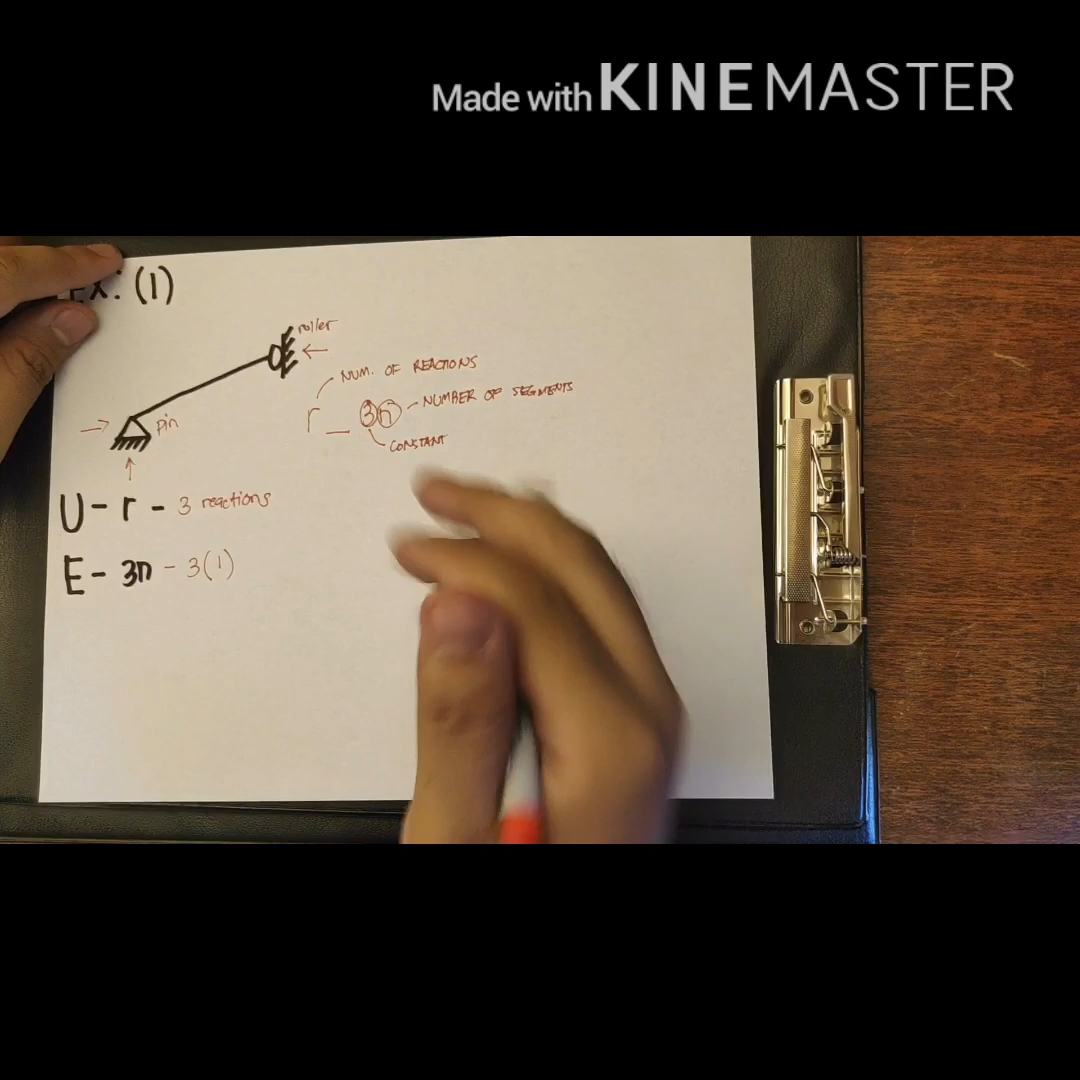 Made with KINEMASTER
Ex: (1)
roller
NUM. OF REACTIONS
NUMBER OF SEGMENTS
r - 3n
pin
CONSTANT
U - r - 3 reactions
E - 3n - 3(1)